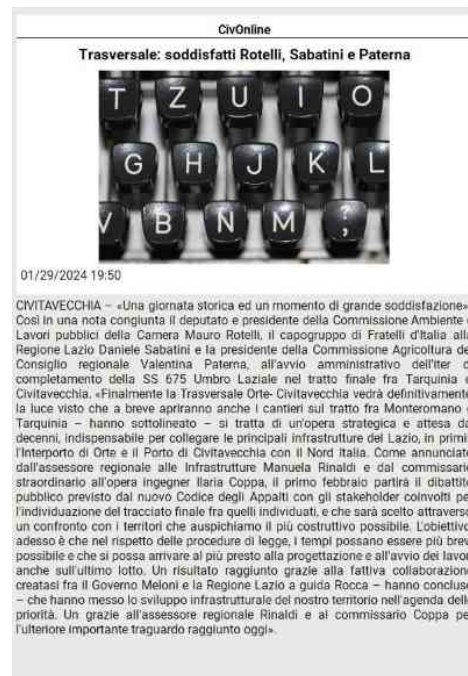 CivOnline
Trasversale: soddisfatti Rotelli, Sabatini e Paterna
T Z U I O
G H J K L
V B N M ? ;
01/29/2024 19:50
CIVITAVECCHIA – «Una giornata storica ed un momento di grande soddisfazione»
Così in una nota congiunta il deputato e presidente della Commissione Ambiente
Lavori pubblici della Camera Mauro Rotelli, il capogruppo di Fratelli d'Italia alla
Regione Lazio Daniele Sabatini e la presidente della Commissione Agricoltura de
Consiglio regionale Valentina Paterna, all'avvio amministrativo dell'iter d
completamento della SS 675 Umbro Laziale nel tratto finale fra Tarquinia
Civitavecchia. «Finalmente la Trasversale Orte- Civitavecchia vedrà definitivamente
la luce visto che a breve apriranno anche i cantieri sul tratto fra Monteromano
Tarquinia – hanno sottolineato – si tratta di un'opera strategica e attesa da
decenni, indispensabile per collegare le principali infrastrutture del Lazio, in primis
l'Interporto di Orte e il Porto di Civitavecchia con il Nord Italia. Come annunciato
dall'assessore regionale alle Infrastrutture Manuela Rinaldi e dal commissario
straordinario all'opera ingegner Ilaria Coppa, il primo febbraio partirà il dibattito
pubblico previsto dal nuovo Codice degli Appalti con gli stakeholder coinvolti pe
l'individuazione del tracciato finale fra quelli individuati, e che sarà scelto attraverso
un confronto con i territori che auspichiamo il più costruttivo possibile. L'obiettivo
adesso è che nel rispetto delle procedure di legge, i tempi possano essere più brev
possibile e che si possa arrivare al più presto alla progettazione e all'avvio dei lavor
anche sull'ultimo lotto. Un risultato raggiunto grazie alla fattiva collaborazione
creatasi fra il Governo Meloni e la Regione Lazio a guida Rocca – hanno concluso
– che hanno messo lo sviluppo infrastrutturale del nostro territorio nell'agenda delle
priorità. Un grazie all'assessore regionale Rinaldi e al commissario Coppa pe
l'ulteriore importante traguardo raggiunto oggi».